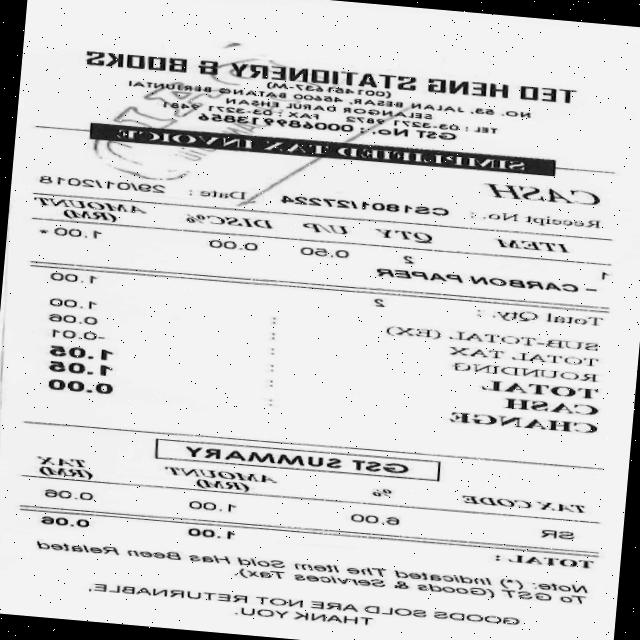 TEO HENG STATIONERY & BOOKS
(001451637-M)
NO. 53, JALAN BESAR, 45600 BATANG BERJUNTAI
SELANGOR DARUL EHSAN
TEL : 03-3271 9872 FAX : 03-3271
GST No. : 000689913856
SIMPLIFIED TAX INVOICE
CASH
Receipt No. : CS1801/27224 Date : 29/01/2018
ITEM QTY U/P DISC% AMOUNT (RM)
1 2 0.50 0.00 1.00 *
- CARBON PAPER
Total Qty. : 2 1.00
SUB-TOTAL (EX) : 1.00
TOTAL TAX : 0.06
ROUNDING : -0.01
TOTAL : 1.05
CASH : 1.05
CHANGE : 0.00
GST SUMMARY
TAX CODE % AMOUNT (RM) TAX (RM)
SR 6.00 1.00 0.06
TOTAL : 1.00 0.06
Note: (*) Indicated The Item Sold Has Been Related
To GST (Goods & Services Tax).
GOODS SOLD ARE NOT RETURNABLE,
THANK YOU.